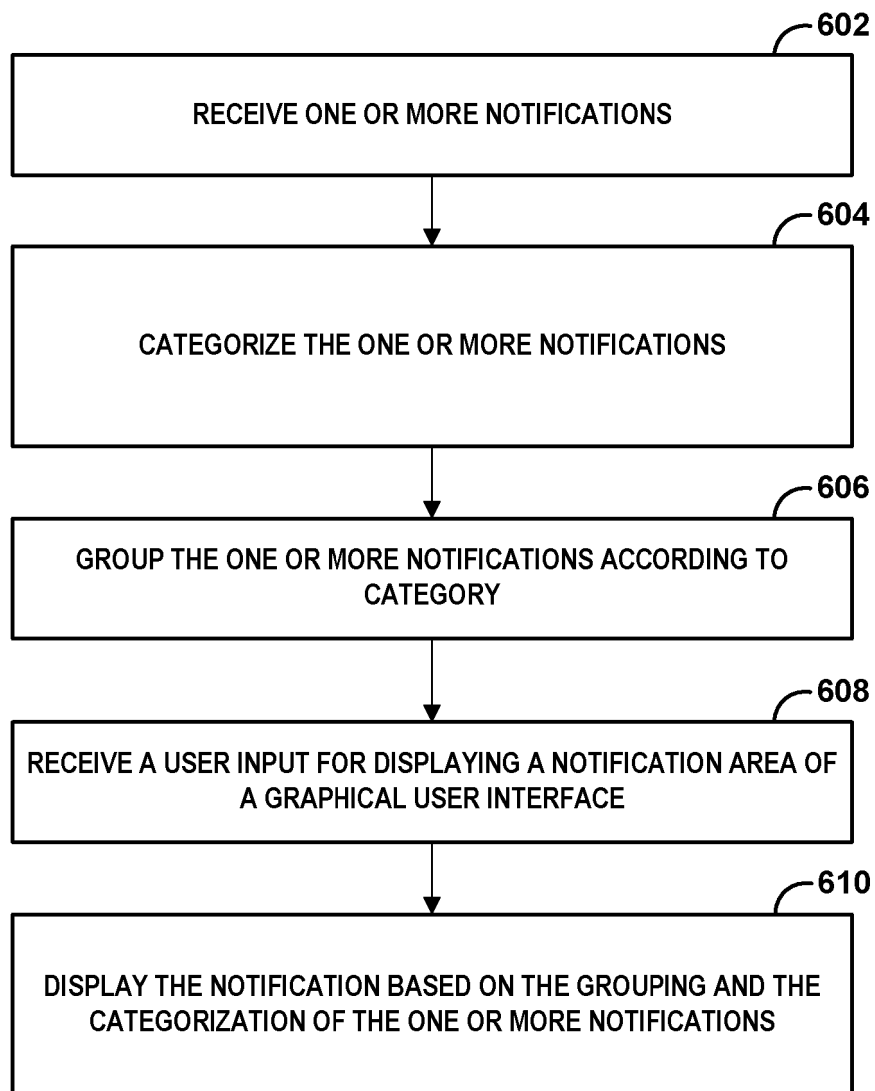 602
RECEIVE ONE OR MORE NOTIFICATIONS
604
CATEGORIZE THE ONE OR MORE NOTIFICATIONS
606
GROUP THE ONE OR MORE NOTIFICATIONS ACCORDING TO
CATEGORY
608
RECEIVE A USER INPUT FOR DISPLAYING A NOTIFICATION AREA OF
A GRAPHICAL USER INTERFACE
610
DISPLAY THE NOTIFICATION BASED ON THE GROUPING AND THE
CATEGORIZATION OF THE ONE OR MORE NOTIFICATIONS